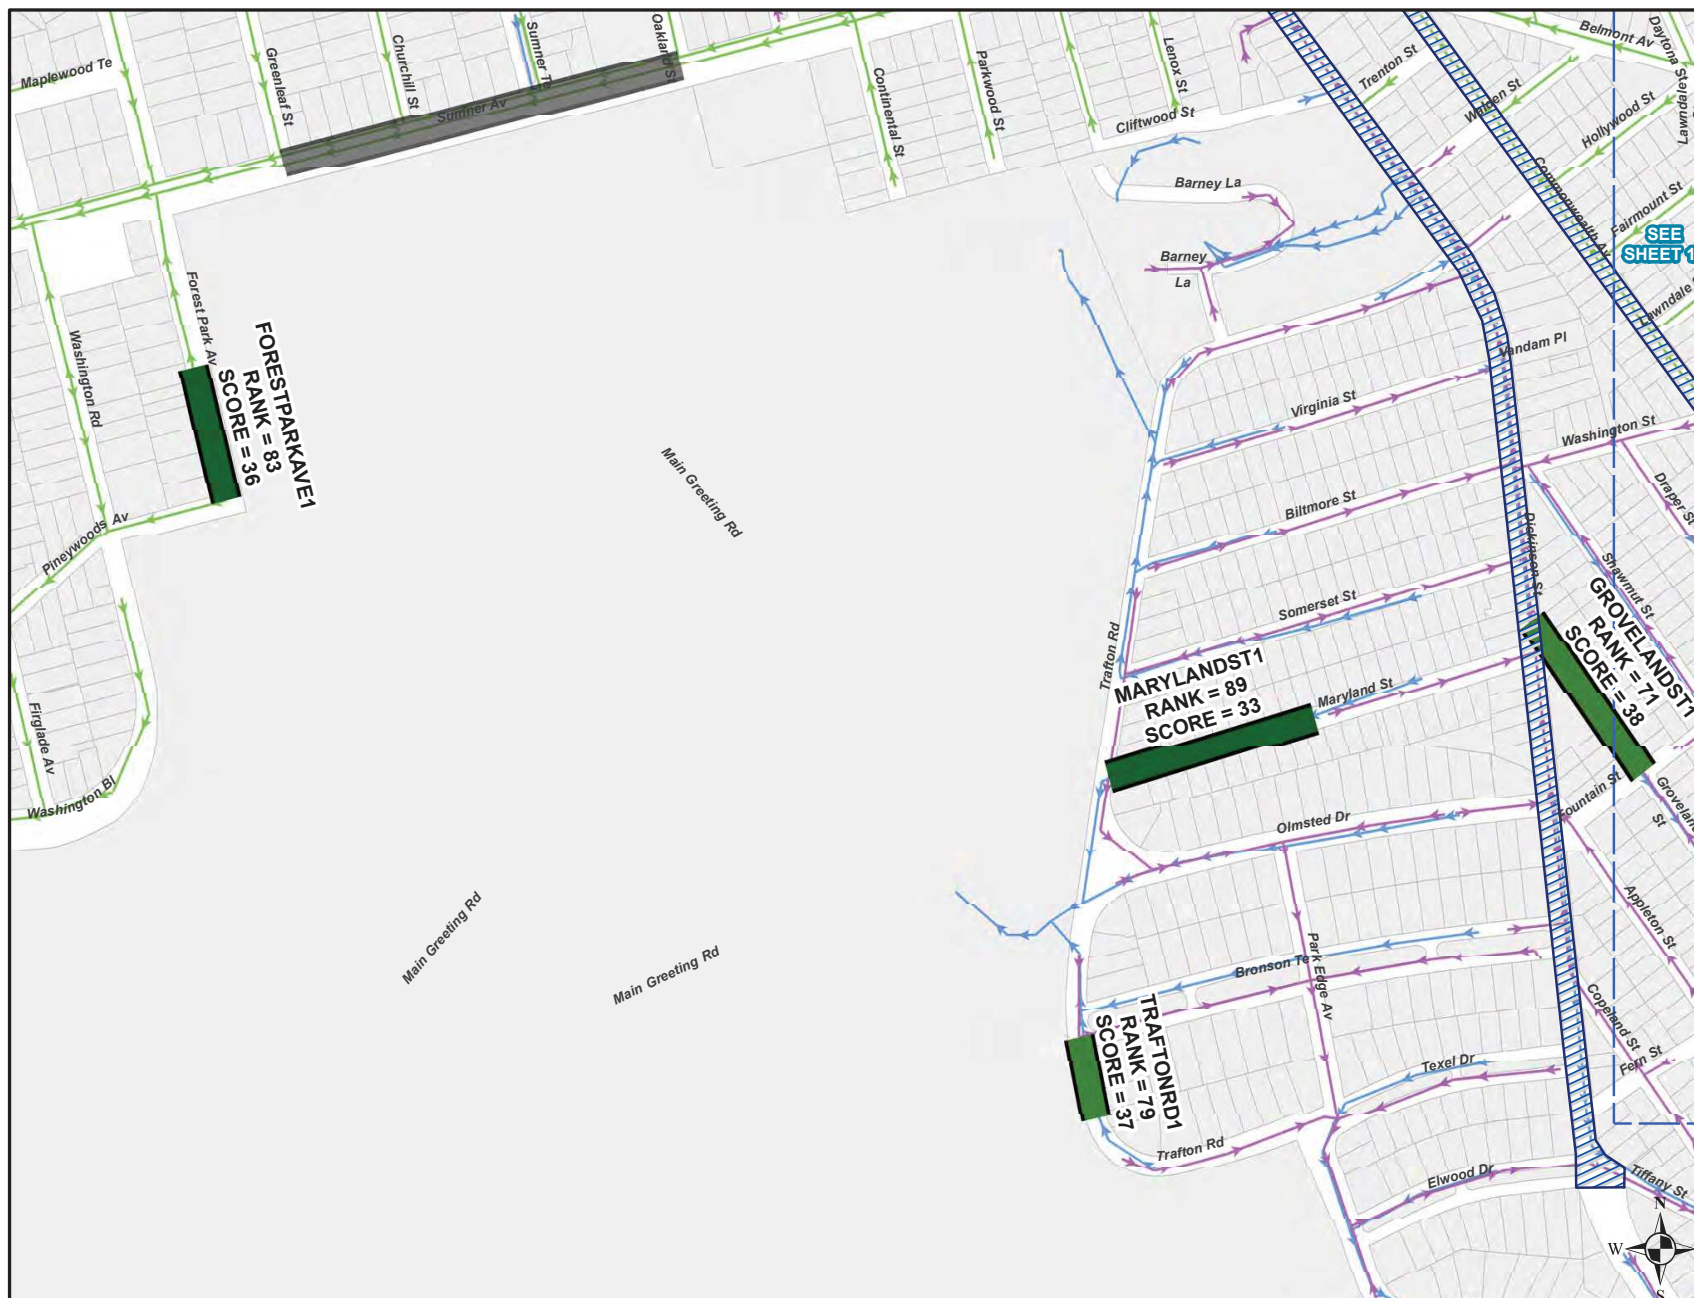 Maplewood Te
Greenleaf St
Churchill St
Sumner Te
Oakland St
Sumner Av
Continental St
Parkwood St
Lenox St
Cliftwood St
Trenton St
Walden St
Belmont Av
Daytona St
Hollywood St
Commonwealth Av
Fairmount St
SEE
SHEET 1
Lawndale
Barney La
Barney
La
Vandam Pl
Washington Rd
Forest Park Av
FORESTPARKAVE1
RANK = 83
SCORE = 36
Pineywoods Av
Firglade Av
Washington Bl
Main Greeting Rd
Main Greeting Rd
Main Greeting Rd
Virginia St
Biltmore St
Washington St
Draper St
Dickinson St
Shawmut St
Somerset St
Trafton Rd
MARYLANDST1
RANK = 89
SCORE = 33
Maryland St
GROVELANDST1
RANK = 71
SCORE = 38
Fountain St
Groveland
St
Olmsted Dr
Appleton St
Bronson Te
Park Edge Av
Copeland St
Fern St
TRAFTONRD1
RANK = 79
SCORE = 37
Texel Dr
Trafton Rd
Elwood Dr
Tiffany St
N
W
S